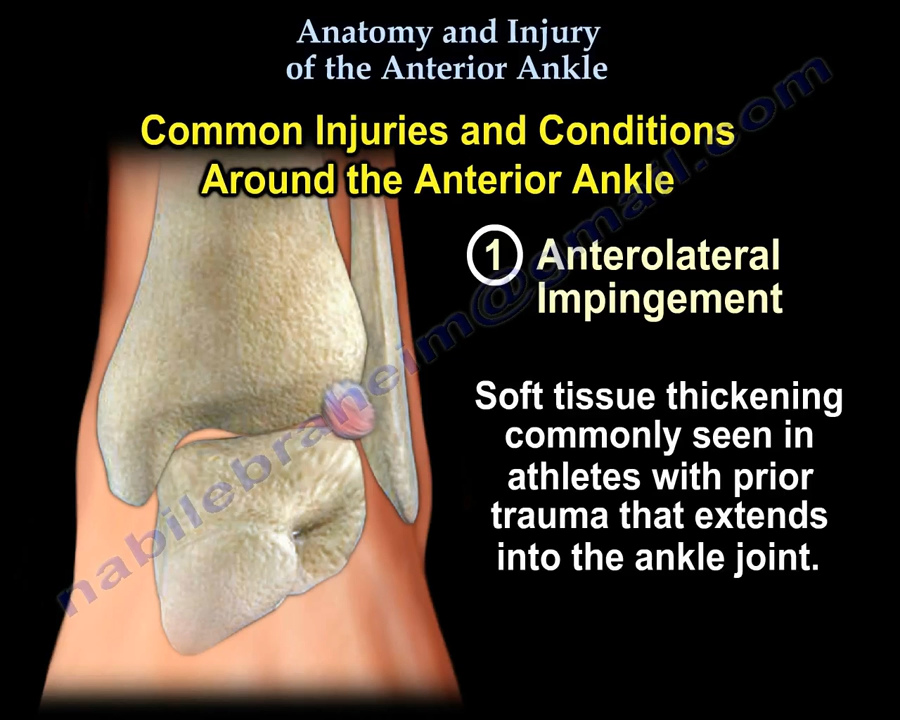 Anatomy and Injury
of the Anterior Ankle
Common Injuries and Conditions
Around the Anterior Ankle
1 Anterolateral
Impingement
Soft tissue thickening
commonly seen in
athletes with prior
trauma that extends
into the ankle joint.
nabilebraheim@gmail.com